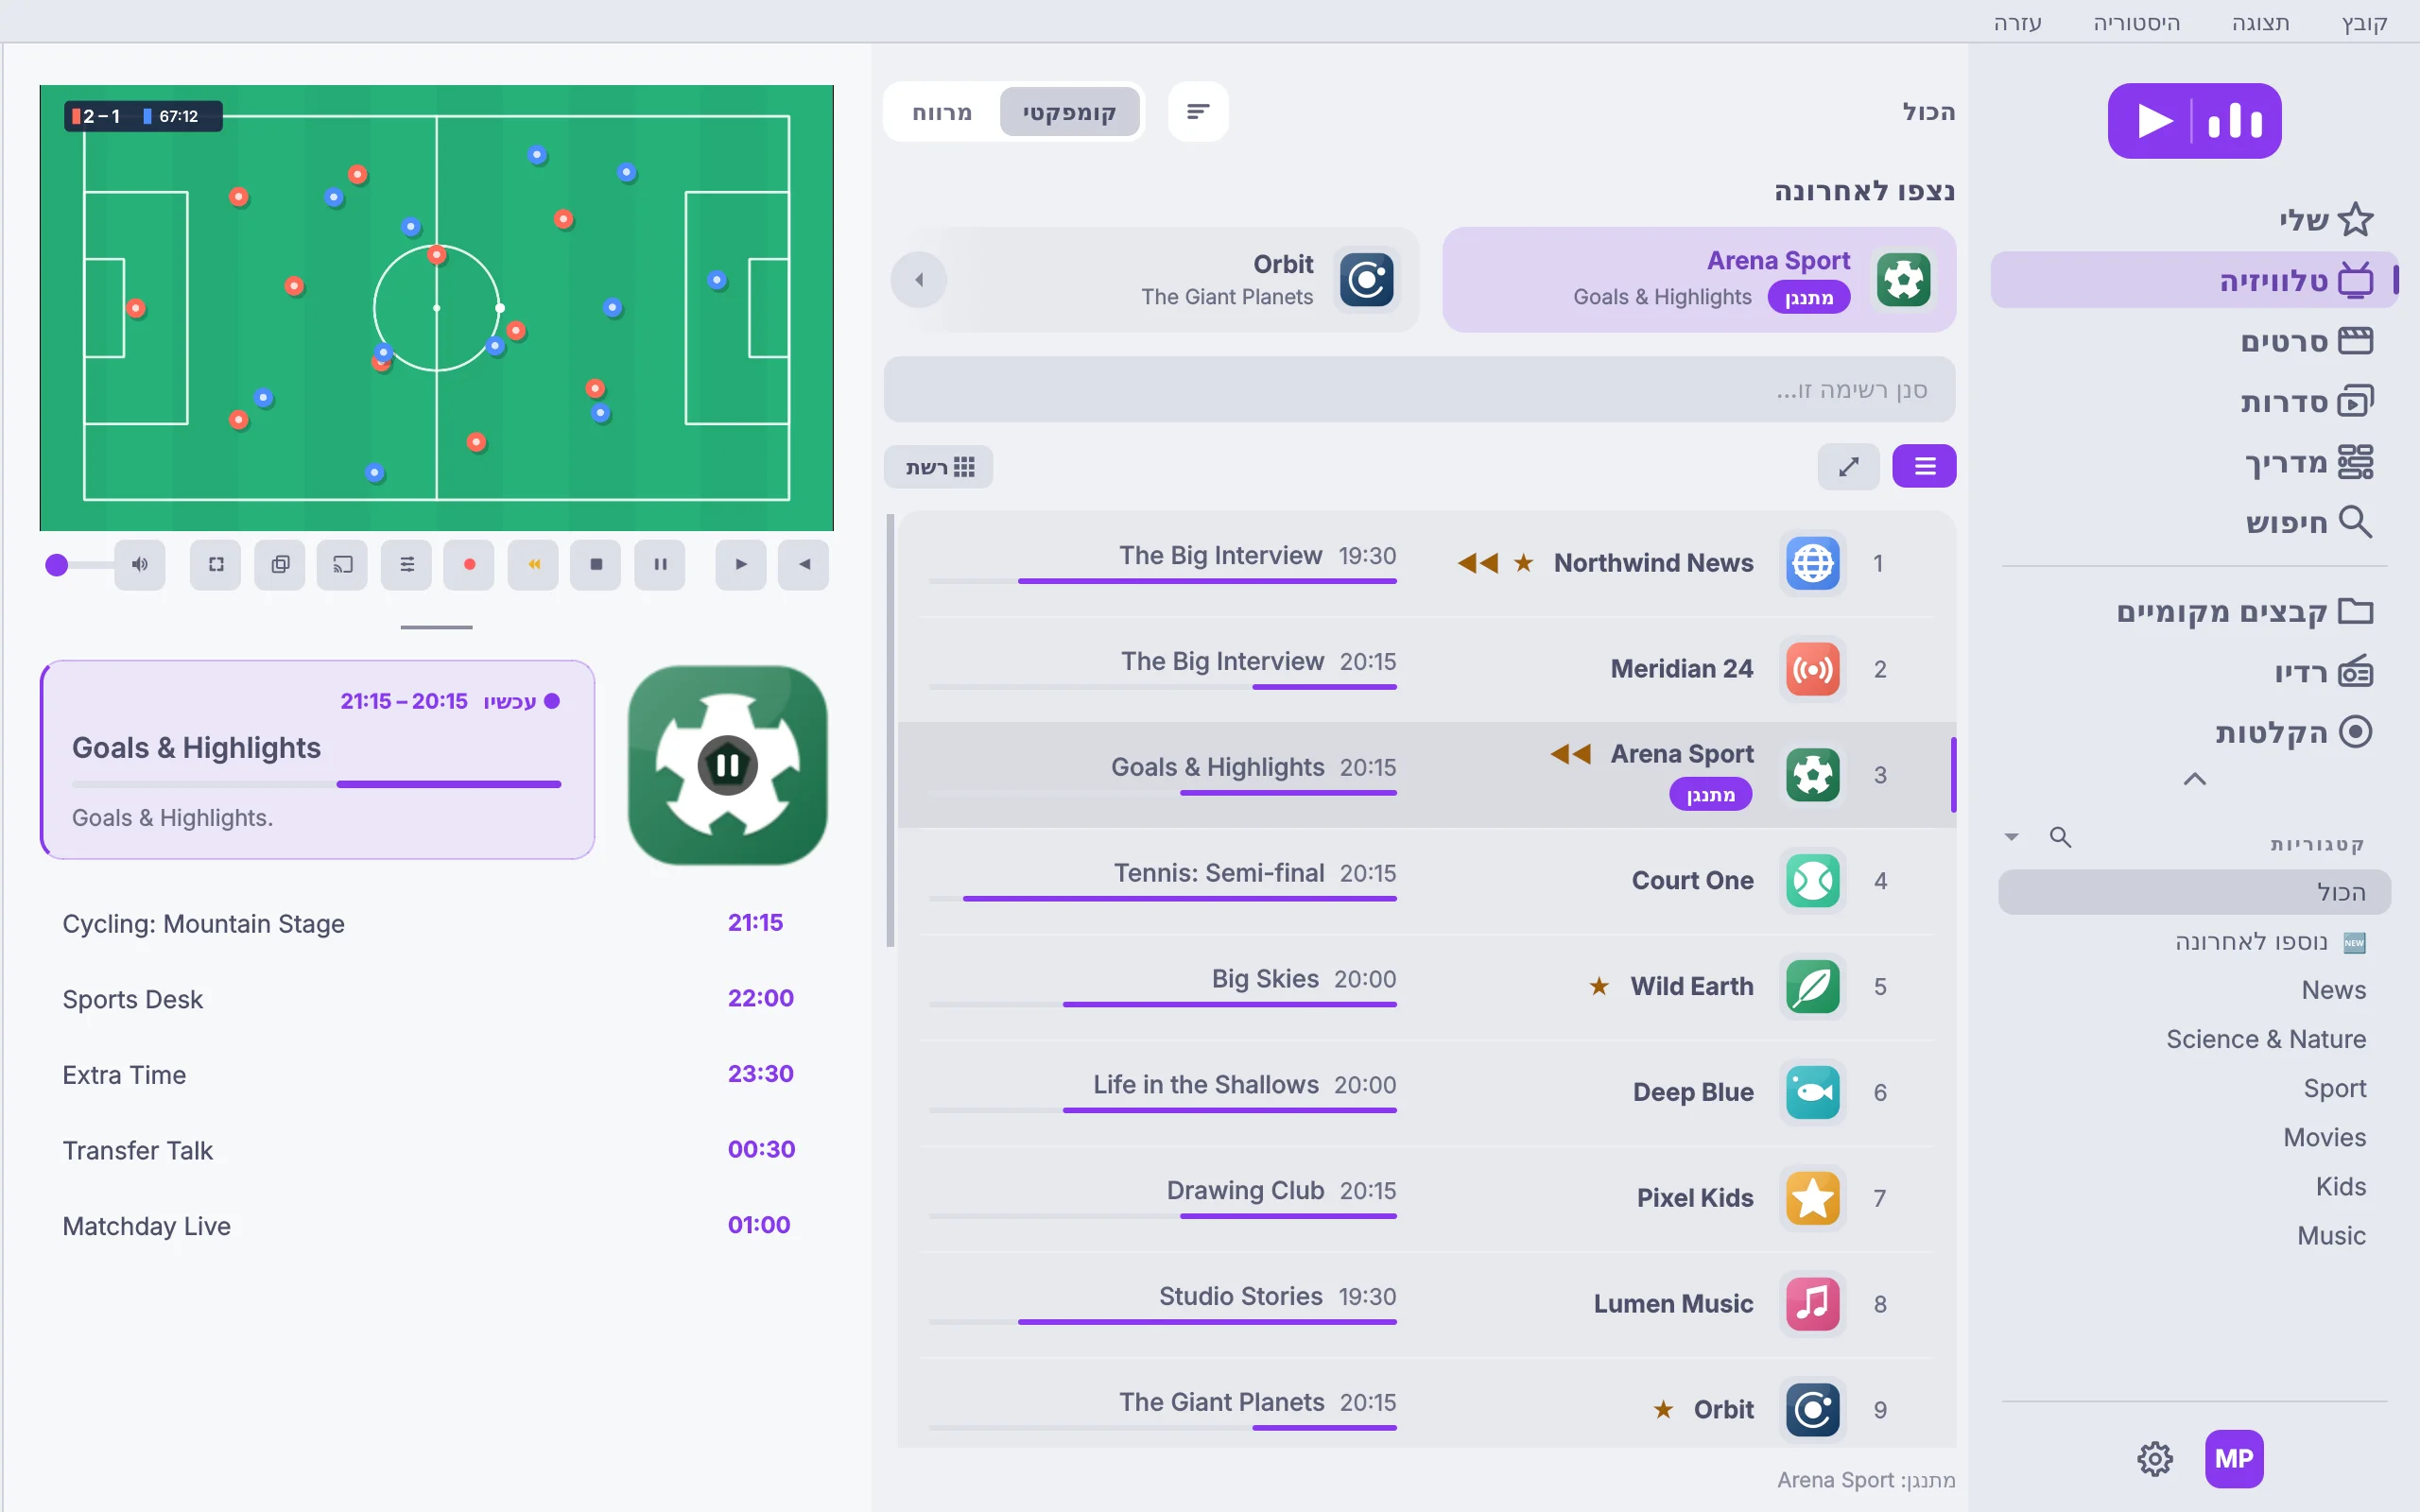 קובץ
תצוגה
היסטוריה
עזרה
שלי
טלוויזיה
סרטים
סדרות
מדריך
חיפוש
קבצים מקומיים
רדיו
הקלטות
קטגוריות
הכול
NEW נוספו לאחרונה
News
Science & Nature
Sport
Movies
Kids
Music
MP
הכול
קומפקטי
מרווח
נצפו לאחרונה
Arena Sport
מתנגן Goals & Highlights
Orbit
The Giant Planets
סנן רשימה זו...
רשת
1 Northwind News ★ 19:30 The Big Interview
2 Meridian 24 20:15 The Big Interview
3 Arena Sport 20:15 Goals & Highlights
מתנגן
4 Court One 20:15 Tennis: Semi-final
5 Wild Earth ★ 20:00 Big Skies
6 Deep Blue 20:00 Life in the Shallows
7 Pixel Kids 20:15 Drawing Club
8 Lumen Music 19:30 Studio Stories
9 Orbit ★ 20:15 The Giant Planets
מתנגן: Arena Sport
2 – 1 67:12
עכשיו 20:15 – 21:15
Goals & Highlights
Goals & Highlights.
21:15 Cycling: Mountain Stage
22:00 Sports Desk
23:30 Extra Time
00:30 Transfer Talk
01:00 Matchday Live